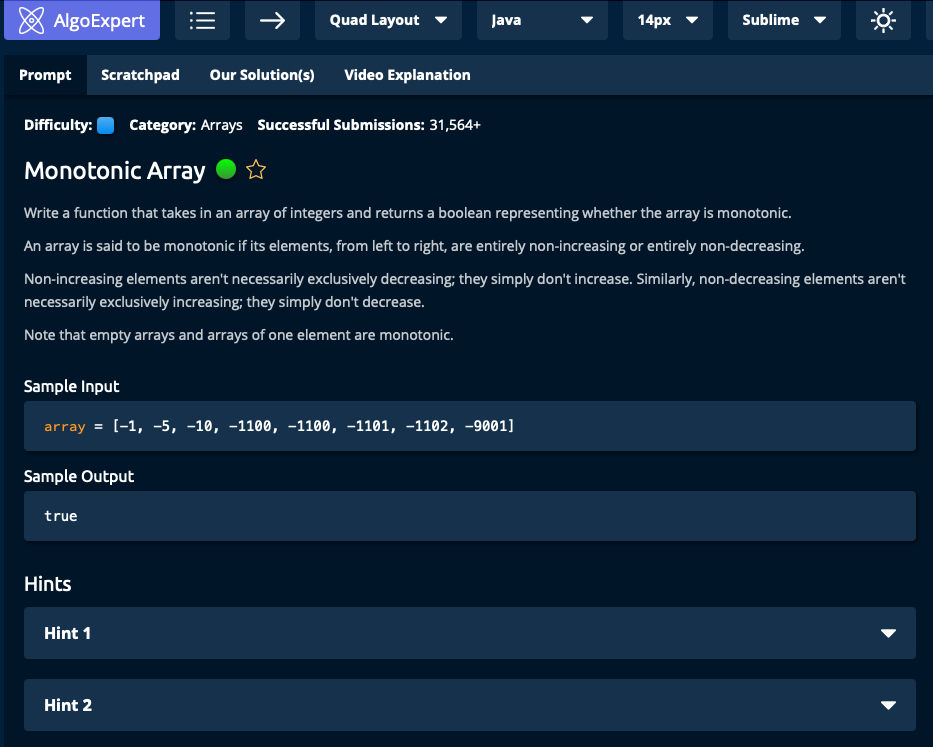 AlgoExpert Quad Layout Java 14px Sublime
Prompt Scratchpad Our Solution(s) Video Explanation
Difficulty: Category: Arrays Successful Submissions: 31,564+
Monotonic Array
Write a function that takes in an array of integers and returns a boolean representing whether the array is monotonic.
An array is said to be monotonic if its elements, from left to right, are entirely non-increasing or entirely non-decreasing.
Non-increasing elements aren't necessarily exclusively decreasing; they simply don't increase. Similarly, non-decreasing elements aren't
necessarily exclusively increasing; they simply don't decrease.
Note that empty arrays and arrays of one element are monotonic.
Sample Input
array = [-1, -5, -10, -1100, -1100, -1101, -1102, -9001]
Sample Output
true
Hints
Hint 1
Hint 2